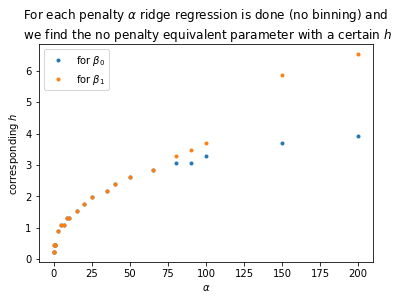 For each penalty α ridge regression is done (no binning) and
we find the no penalty equivalent parameter with a certain h
for β₀
for β₁
corresponding h
6
5
4
3
2
1
0
0
25
50
75
100
125
150
175
200
α